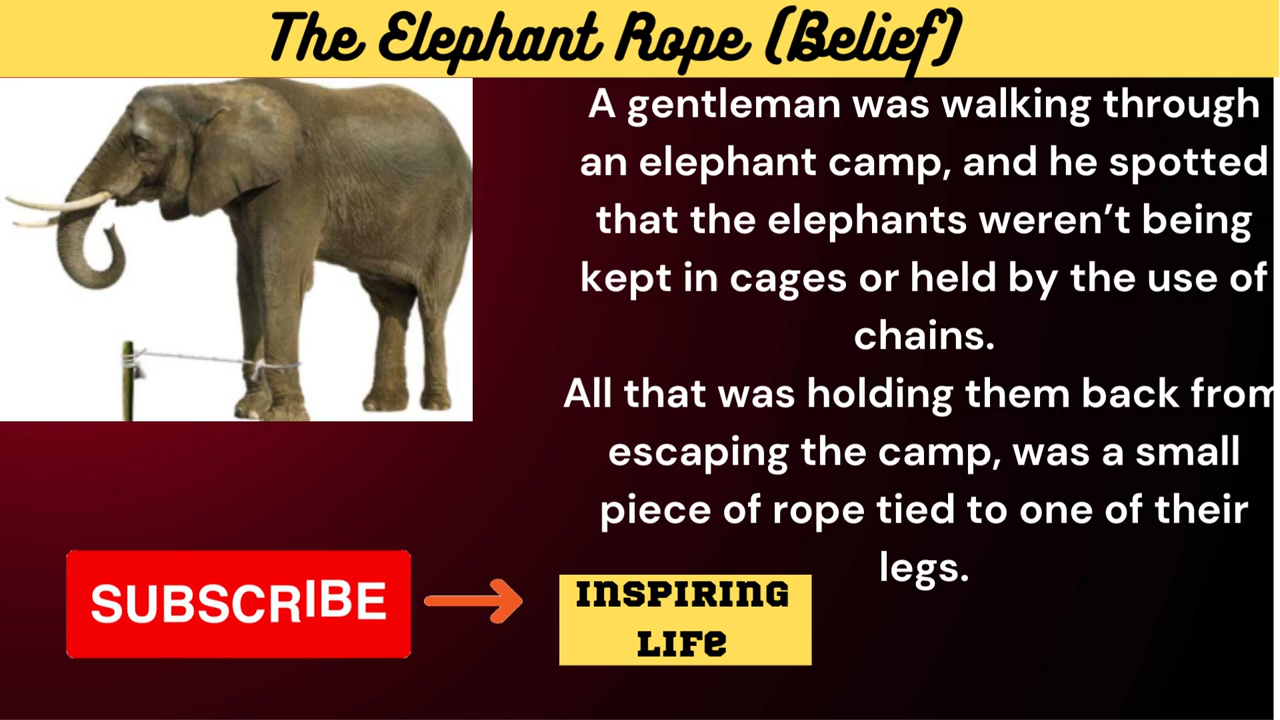 The Elephant Rope (Belief)
A gentleman was walking through
an elephant camp, and he spotted
that the elephants weren’t being
kept in cages or held by the use of
chains.
All that was holding them back from
escaping the camp, was a small
piece of rope tied to one of their
legs.
SUBSCRIBE
INSPIRING
LIFe